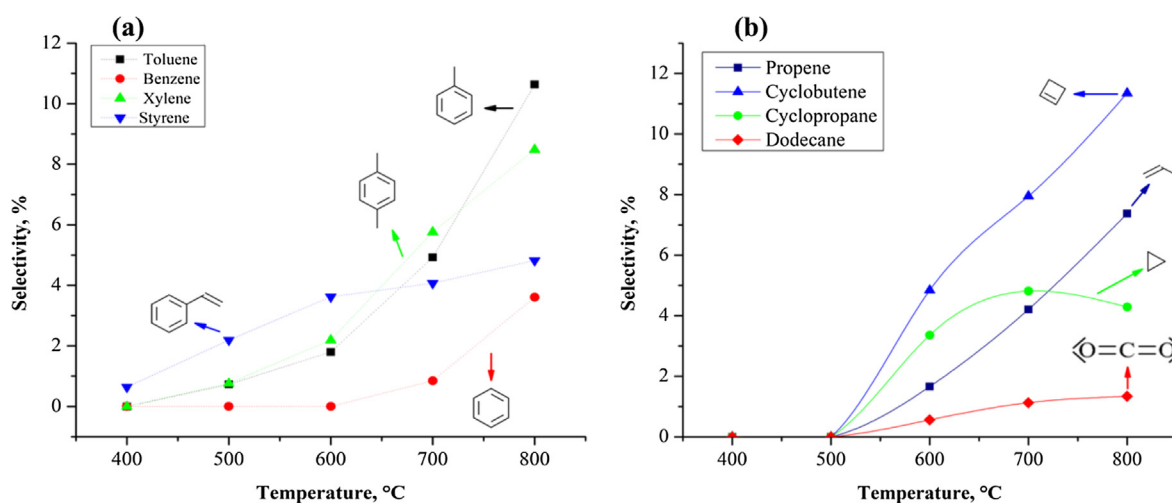 (a)
12
10
8
6
4
2
0
Selectivity, %
Toluene
Benzene
Xylene
Styrene
400 500 600 700 800
Temperature, °C
(b)
12
10
8
6
4
2
0
Selectivity, %
Propene
Cyclobutene
Cyclopropane
Dodecane
O=C=O
400 500 600 700 800
Temperature, °C